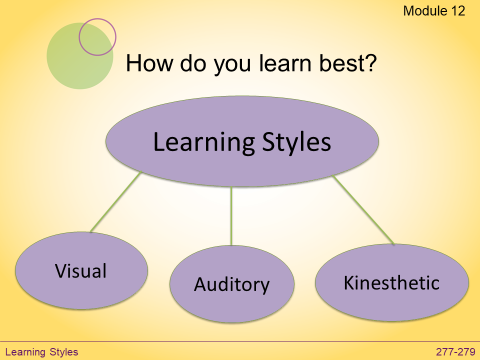 Module 12
How do you learn best?
Learning Styles
Visual
Auditory
Kinesthetic
Learning Styles
277-279